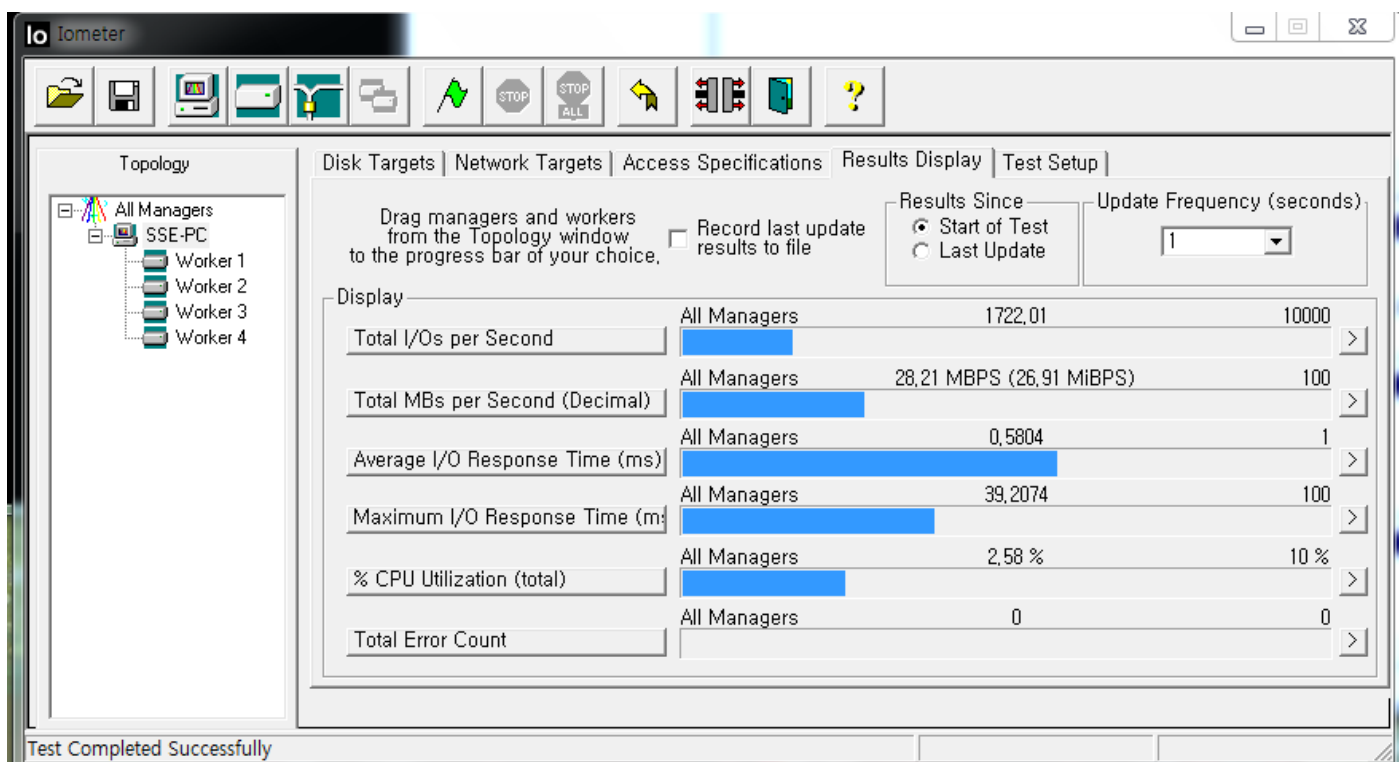 Io Iometer
STOP
STOP
ALL
?
Topology
All Managers
SSE-PC
Worker 1
Worker 2
Worker 3
Worker 4
Disk Targets
Network Targets
Access Specifications
Results Display
Test Setup
Drag managers and workers
from the Topology window
to the progress bar of your choice,
Record last update
results to file
Results Since
Start of Test
Last Update
Update Frequency (seconds)
1
Display
All Managers 1722,01 10000
Total I/Os per Second >
All Managers 28,21 MBPS (26,91 MiBPS) 100
Total MBs per Second (Decimal) >
All Managers 0,5804 1
Average I/O Response Time (ms) >
All Managers 39,2074 100
Maximum I/O Response Time (m >
All Managers 2,58 % 10 %
% CPU Utilization (total) >
All Managers 0 0
Total Error Count >
Test Completed Successfully